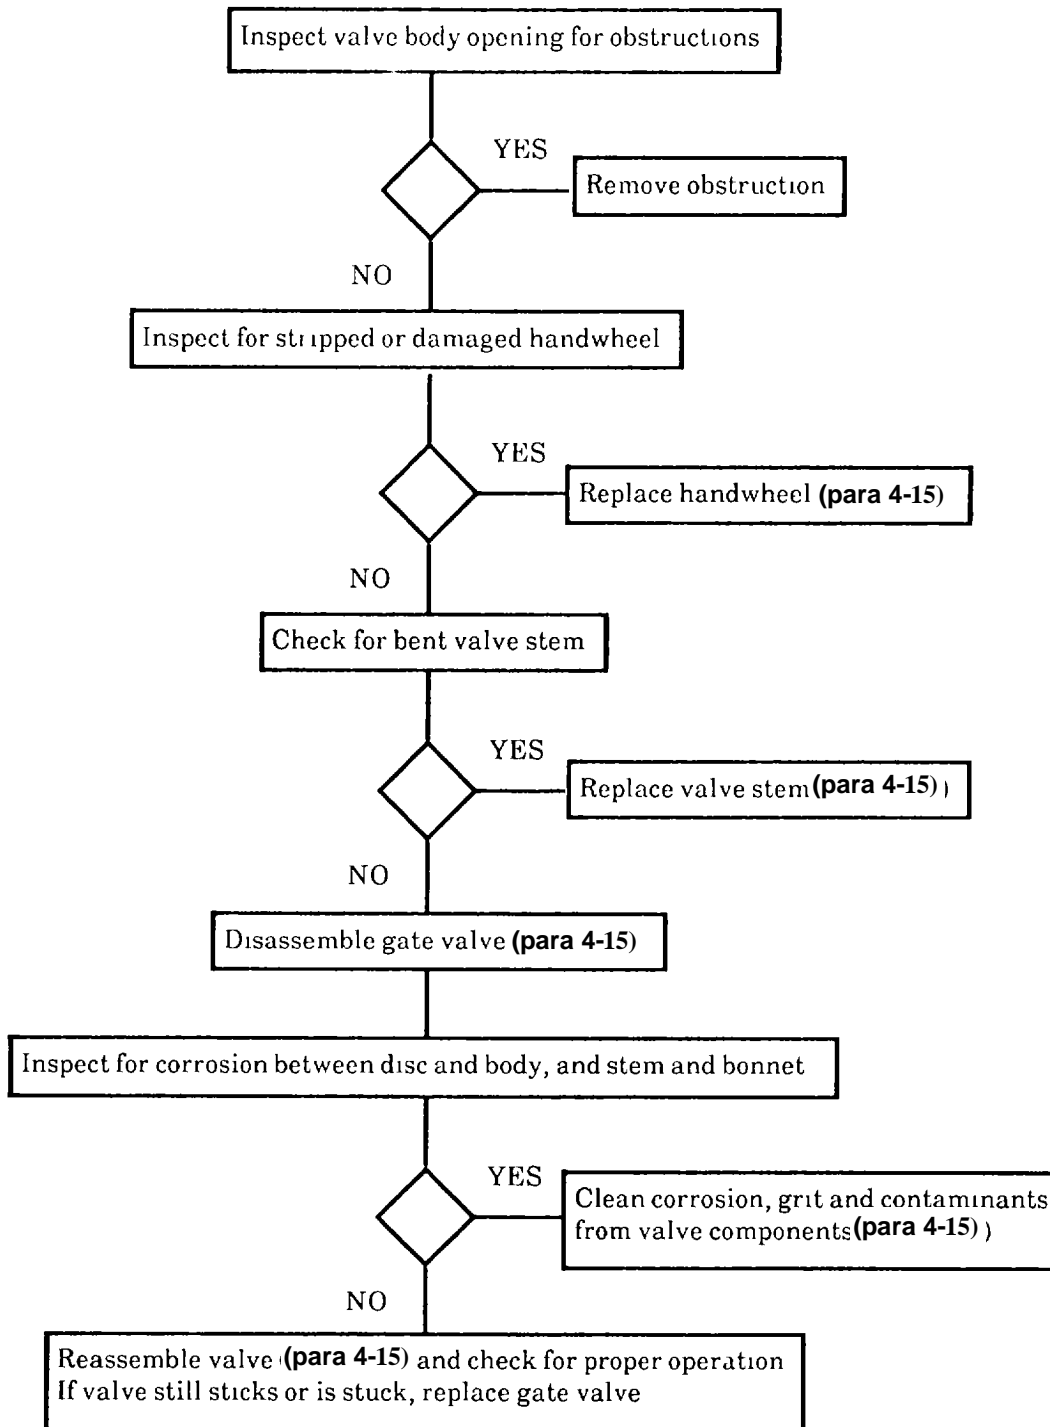 Inspect valve body opening for obstructions
YES
Remove obstruction
NO
Inspect for stripped or damaged handwheel
YES
Replace handwheel (para 4-15)
NO
Check for bent valve stem
YES
Replace valve stem (para 4-15) )
NO
Disassemble gate valve (para 4-15)
Inspect for corrosion between disc and body, and stem and bonnet
YES
Clean corrosion, grit and contaminants
from valve components (para 4-15) )
NO
Reassemble valve (para 4-15) and check for proper operation
If valve still sticks or is stuck, replace gate valve